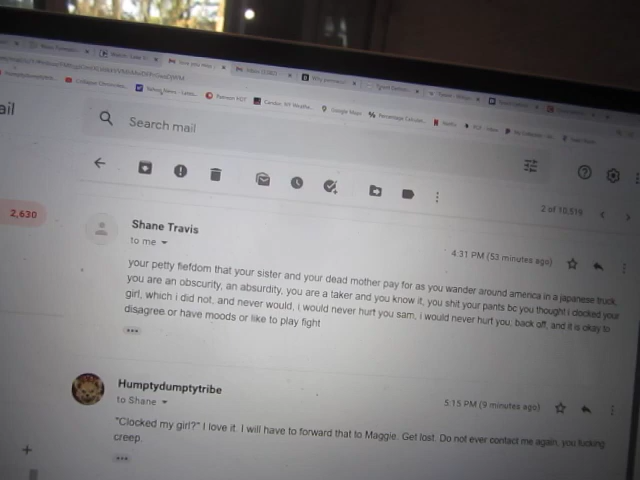 ail
Search mail
2 of 10,519
2,630
Shane Travis
to me
4:31 PM (53 minutes ago)
your petty fiefdom that your sister and your dead mother pay for as you wander around america in a japanese truck,
you are an obscurity, an absurdity, you are a taker and you know it, you shit your pants bc you thought i clocked your
girl, which i did not, and never would, i would never hurt you sam, i would never hurt you, back off, and it is okay to
disagree or have moods or like to play fight
Humptydumptytribe
to Shane
5:15 PM (9 minutes ago)
"Clocked my girl?" I love it. I will have to forward that to Maggie. Get lost. Do not ever contact me again, you fucking
creep.